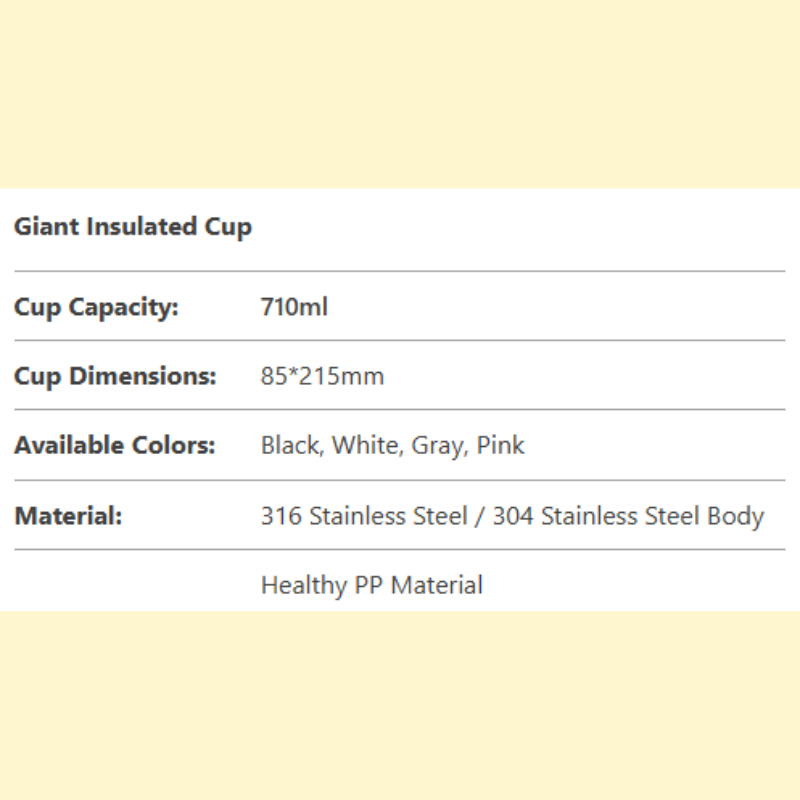 Giant Insulated Cup
Cup Capacity: 710ml
Cup Dimensions: 85*215mm
Available Colors: Black, White, Gray, Pink
Material: 316 Stainless Steel / 304 Stainless Steel Body
Healthy PP Material